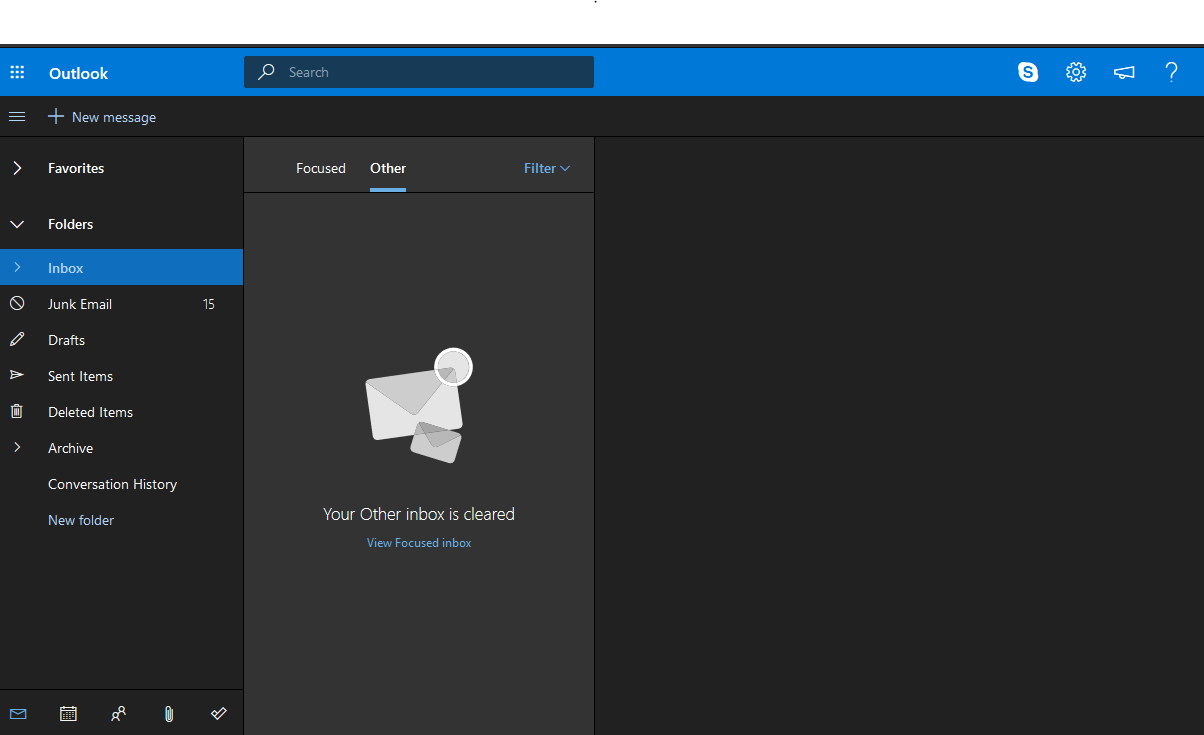 Outlook
Search
New message
Favorites
Folders
Inbox
Junk Email 15
Drafts
Sent Items
Deleted Items
Archive
Conversation History
New folder
Focused Other Filter
Your Other inbox is cleared
View Focused inbox